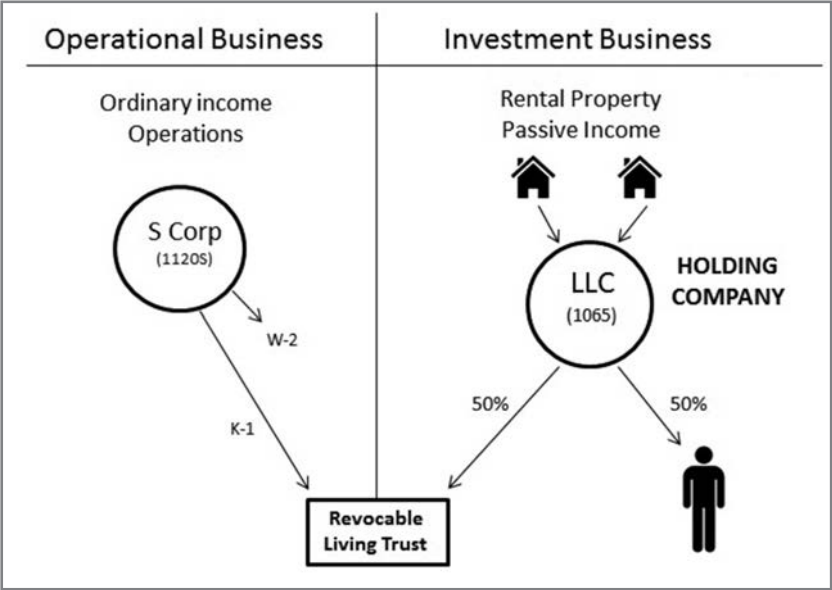 Operational Business
Investment Business
Ordinary income
Operations
Rental Property
Passive Income
S Corp
(1120S)
W-2
K-1
LLC
(1065)
HOLDING
COMPANY
50%
50%
Revocable
Living Trust